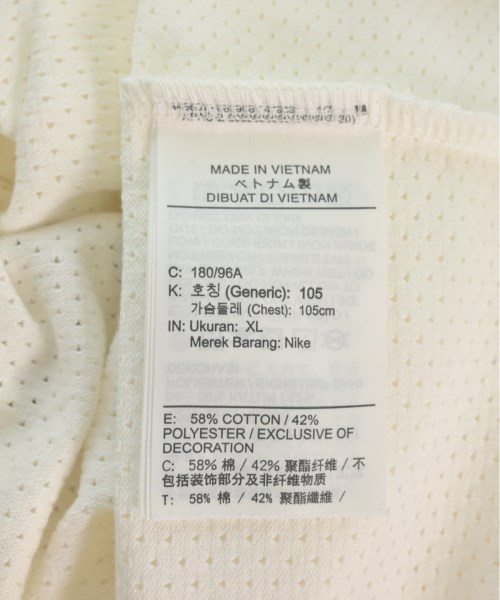 MADE IN VIETNAM
ベトナム製
DIBUAT DI VIETNAM
C: 180/96A
K: 호칭 (Generic): 105
가슴둘레 (Chest): 105cm
IN: Ukuran: XL
Merek Barang: Nike
E: 58% COTTON / 42%
POLYESTER / EXCLUSIVE OF
DECORATION
C: 58% 棉 / 42% 聚酯纤维 / 不
包括装饰部分及非纤维物质
T: 58% 棉 / 42% 聚酯纖維 /